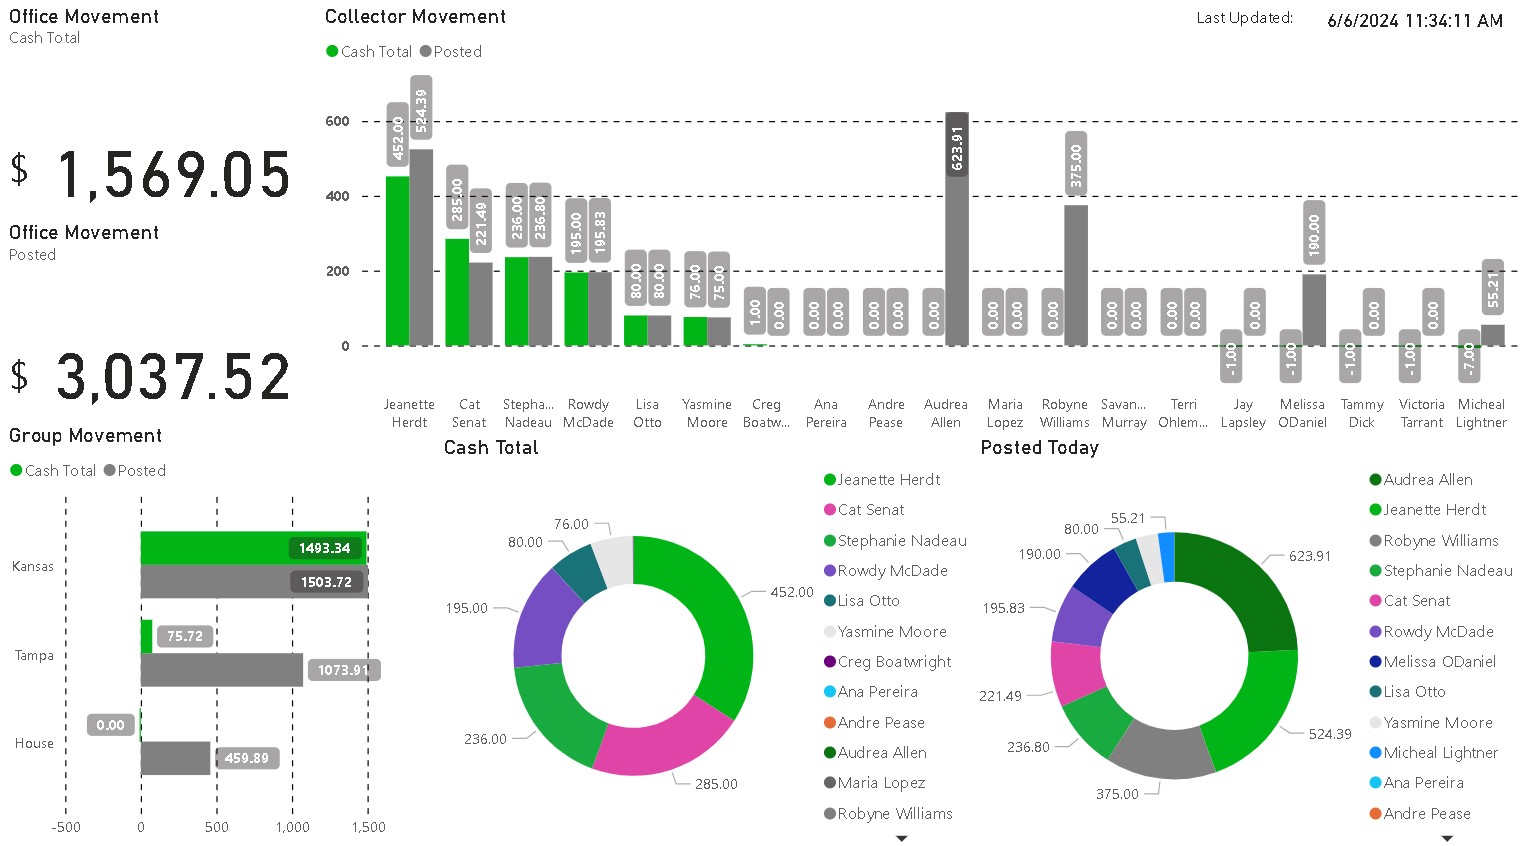 Office Movement
Cash Total
$ 1,569.05
Office Movement
Posted
$ 3,037.52
Collector Movement
Last Updated: 6/6/2024 11:34:11 AM
Cash Total Posted
600
400
200
0
452.00 524.39
285.00 221.49
236.00 236.80
195.00 195.83
80.00 80.00
76.00 75.00
1.00 0.00
0.00 0.00
0.00 0.00
0.00 623.91
0.00 0.00
0.00 375.00
0.00 0.00
0.00 0.00
-1.00 0.00
-1.00 190.00
-1.00 0.00
-1.00 0.00
-7.00 55.21
Jeanette Herdt
Cat Senat
Stepha... Nadeau
Rowdy McDade
Lisa Otto
Yasmine Moore
Creg Boatw...
Ana Pereira
Andre Pease
Audrea Allen
Maria Lopez
Robyne Williams
Savan... Murray
Terri Ohlem...
Jay Lapsley
Melissa ODaniel
Tammy Dick
Victoria Tarrant
Micheal Lightner
Group Movement
Cash Total Posted
Kansas
1493.34
1503.72
Tampa
75.72
1073.91
House
0.00
459.89
-500 0 500 1,000 1,500
Cash Total
452.00
285.00
236.00
195.00
80.00
76.00
Jeanette Herdt
Cat Senat
Stephanie Nadeau
Rowdy McDade
Lisa Otto
Yasmine Moore
Creg Boatwright
Ana Pereira
Andre Pease
Audrea Allen
Maria Lopez
Robyne Williams
Posted Today
623.91
524.39
375.00
236.80
221.49
195.83
190.00
80.00
55.21
Audrea Allen
Jeanette Herdt
Robyne Williams
Stephanie Nadeau
Cat Senat
Rowdy McDade
Melissa ODaniel
Lisa Otto
Yasmine Moore
Micheal Lightner
Ana Pereira
Andre Pease